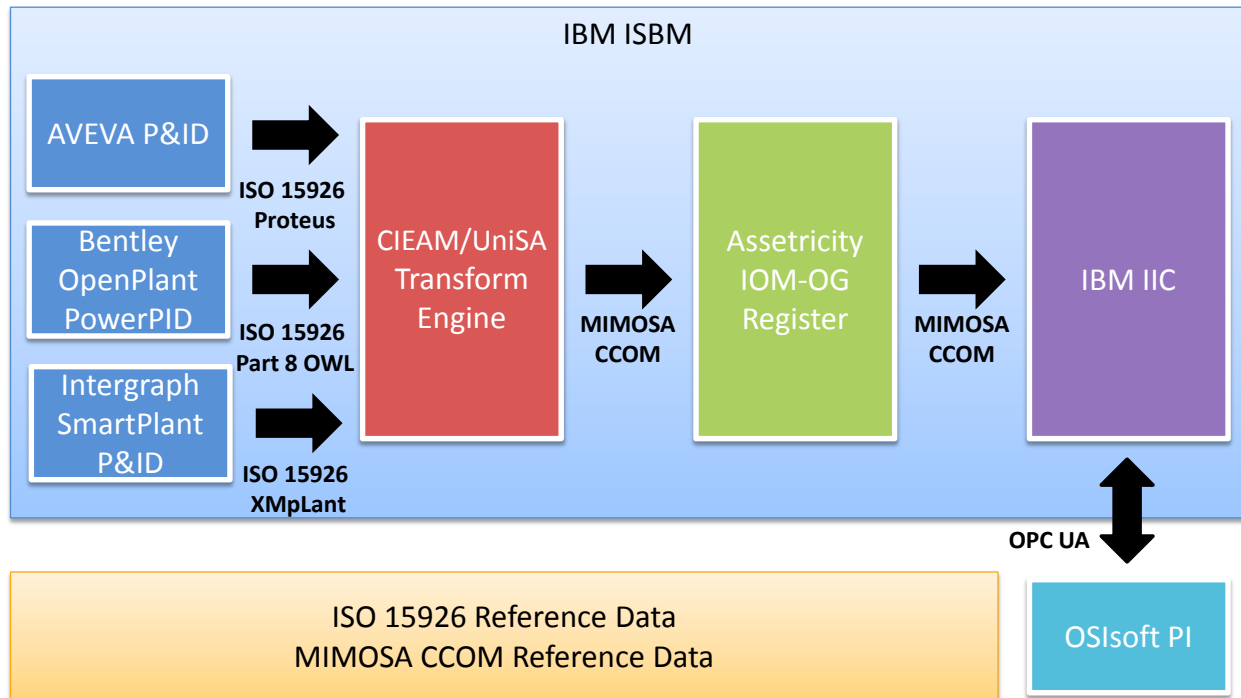 IBM ISBM
AVEVA P&ID
ISO 15926
Proteus
Bentley
OpenPlant
PowerPID
ISO 15926
Part 8 OWL
Intergraph
SmartPlant
P&ID
ISO 15926
XMpLant
CIEAM/UniSA
Transform
Engine
MIMOSA
CCOM
Assetricity
IOM-OG
Register
MIMOSA
CCOM
IBM IIC
OPC UA
OSIsoft PI
ISO 15926 Reference Data
MIMOSA CCOM Reference Data